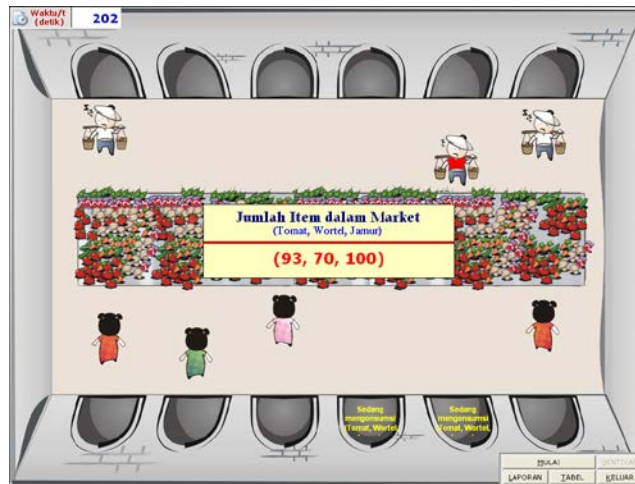 Waktu/t
(detik)
202
Jumlah Item dalam Market
(Tomat, Wortel, Jamur)
(93, 70, 100)
Sedang
mengonsumsi
(Tomat, Wortel,
Sedang
mengonsumsi
(Tomat, Wortel,
MULAI
HENTIKAN
LAPORAN
TABEL
KELUAR